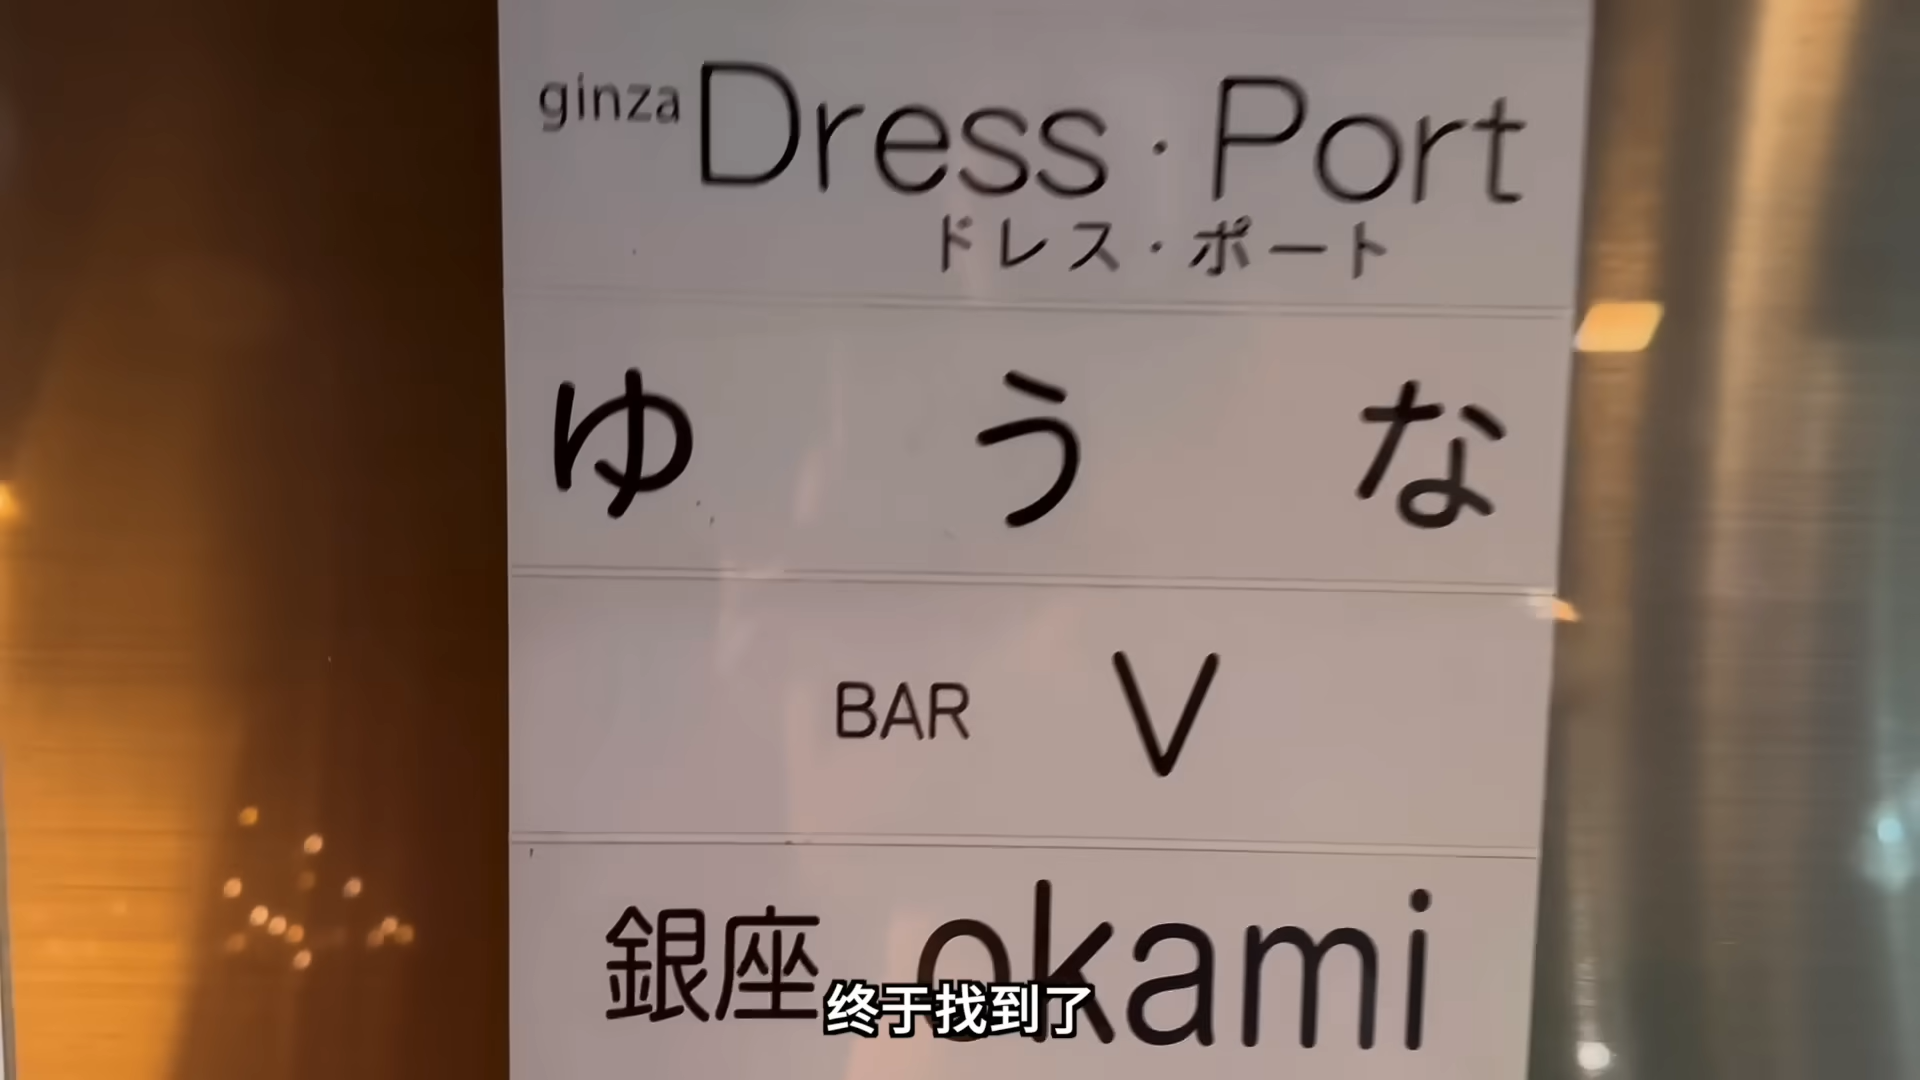 ginza Dress・Port
ドレス・ポート
ゆうな
BAR V
銀座 okami
终于找到了